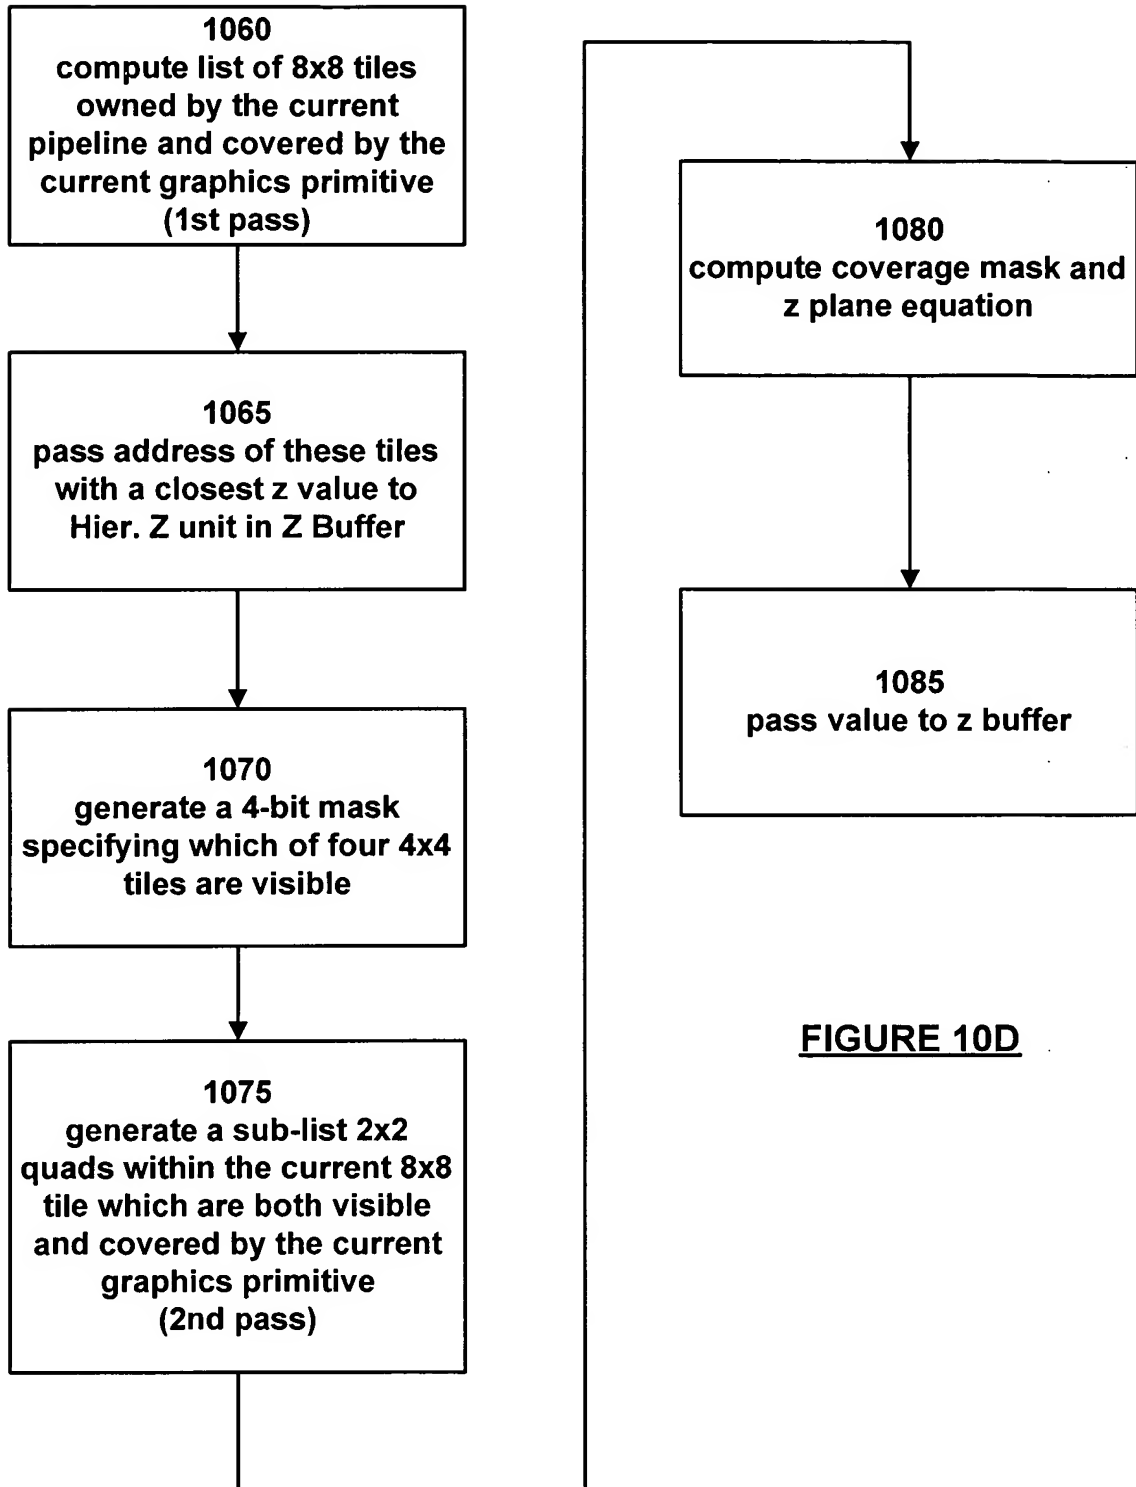 1060
compute list of 8x8 tiles
owned by the current
pipeline and covered by the
current graphics primitive
(1st pass)
1065
pass address of these tiles
with a closest z value to
Hier. Z unit in Z Buffer
1070
generate a 4-bit mask
specifying which of four 4x4
tiles are visible
1075
generate a sub-list 2x2
quads within the current 8x8
tile which are both visible
and covered by the current
graphics primitive
(2nd pass)
1080
compute coverage mask and
z plane equation
1085
pass value to z buffer
FIGURE 10D